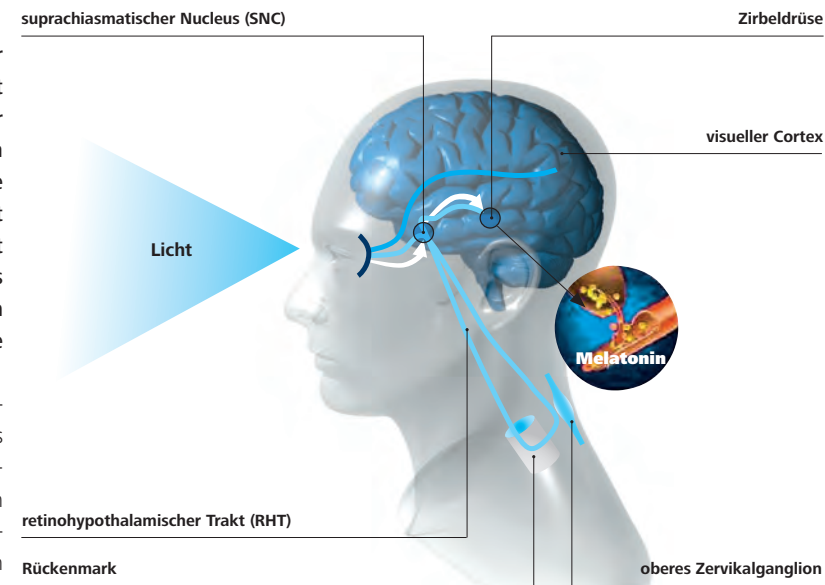 suprachiasmatischer Nucleus (SNC)
Zirbeldrüse
visueller Cortex
Licht
Melatonin
retinohypothalamischer Trakt (RHT)
Rückenmark
oberes Zervikalganglion